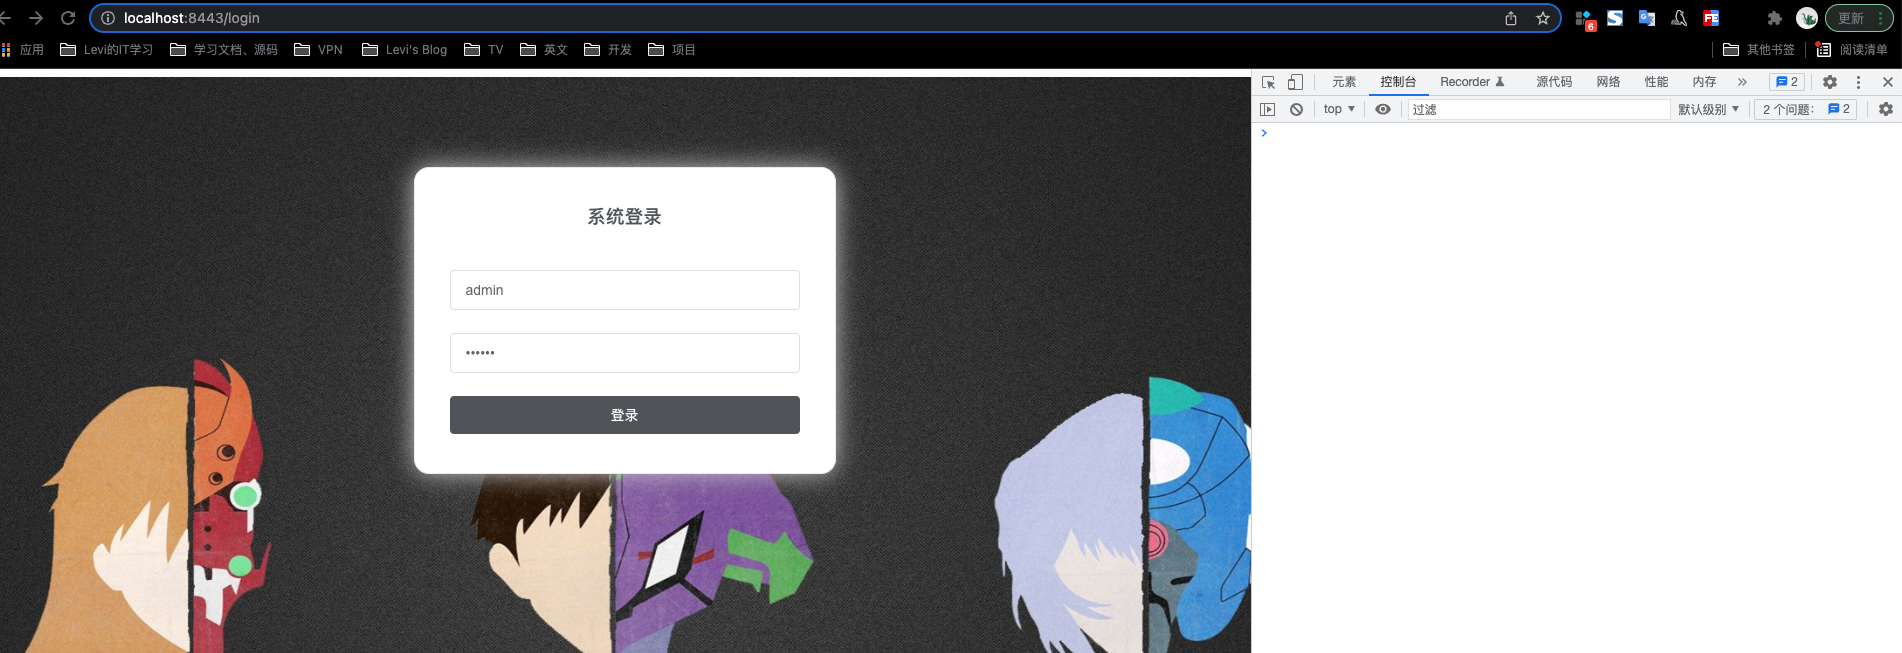 localhost:8443/login
6
更新
应用 Levi的IT学习 学习文档、源码 VPN Levi's Blog TV 英文 开发 项目 其他书签 阅读清单
元素 控制台 Recorder 源代码 网络 性能 内存 » 2
top 过滤 默认级别 2 个问题: 2
系统登录
admin
••••••
登录